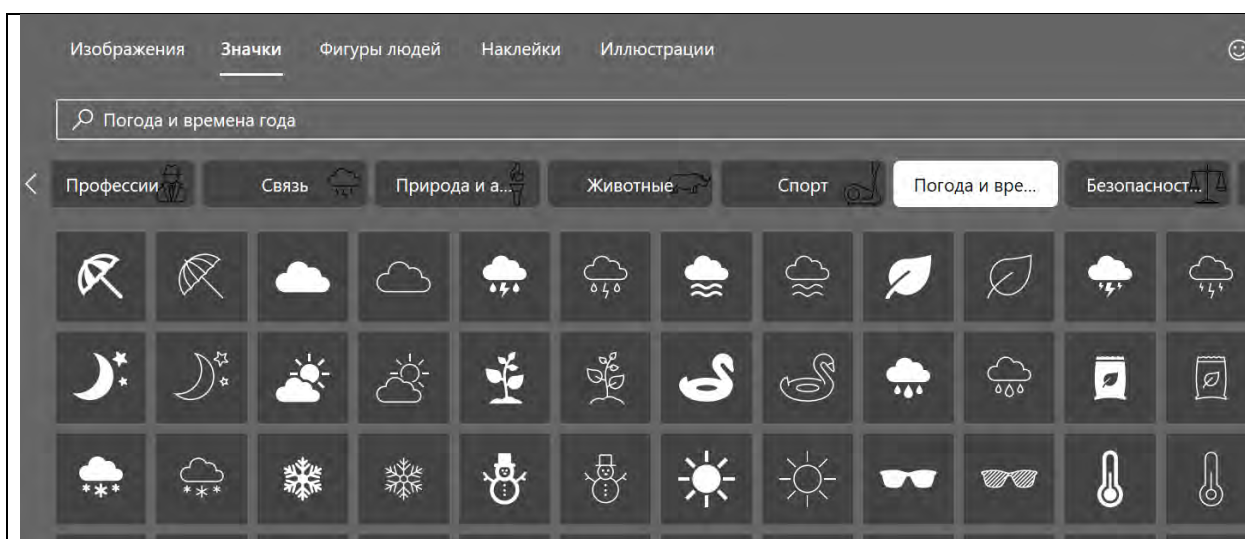 Изображения Значки Фигуры людей Наклейки Иллюстрации
Погода и времена года
Профессии Связь Природа и а... Животные Спорт Погода и вре... Безопасност...